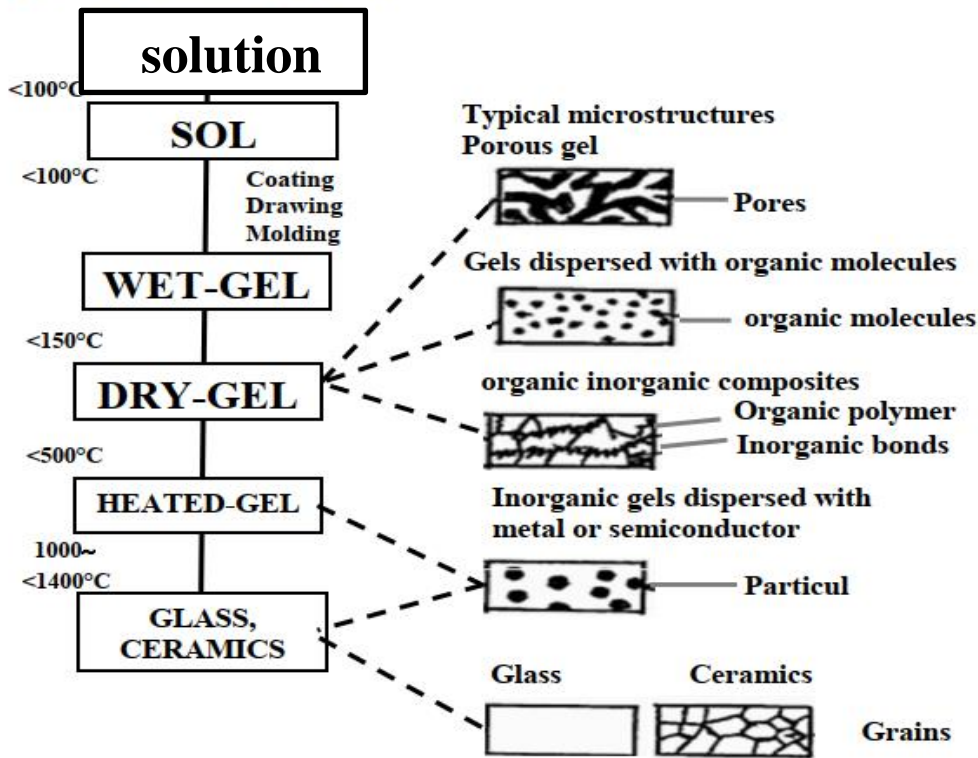 solution
<100°C
SOL
<100°C
Coating
Drawing
Molding
WET-GEL
<150°C
DRY-GEL
<500°C
HEATED-GEL
1000~
<1400°C
GLASS,
CERAMICS
Typical microstructures
Porous gel
Pores
Gels dispersed with organic molecules
organic molecules
organic inorganic composites
Organic polymer
Inorganic bonds
Inorganic gels dispersed with
metal or semiconductor
Particul
Glass
Ceramics
Grains